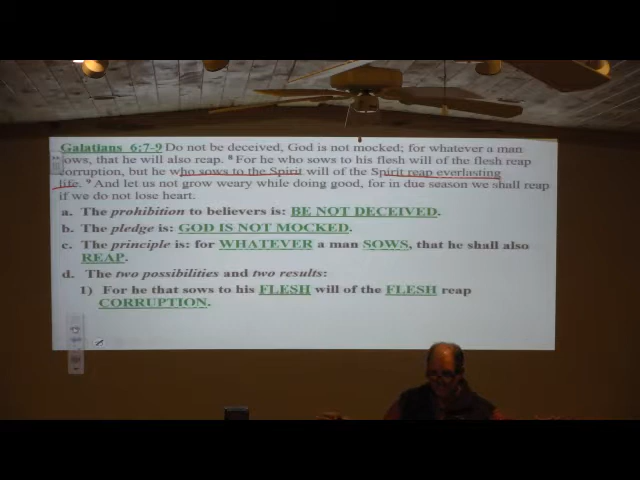 Galatians 6:7-9 Do not be deceived, God is not mocked; for whatever a man
sows, that he will also reap. 8 For he who sows to his flesh will of the flesh reap
corruption, but he who sows to the Spirit will of the Spirit reap everlasting
life. 9 And let us not grow weary while doing good, for in due season we shall reap
if we do not lose heart.
a. The prohibition to believers is: BE NOT DECEIVED.
b. The pledge is: GOD IS NOT MOCKED.
c. The principle is: for WHATEVER a man SOWS, that he shall also
REAP.
d. The two possibilities and two results:
1) For he that sows to his FLESH will of the FLESH reap
CORRUPTION.